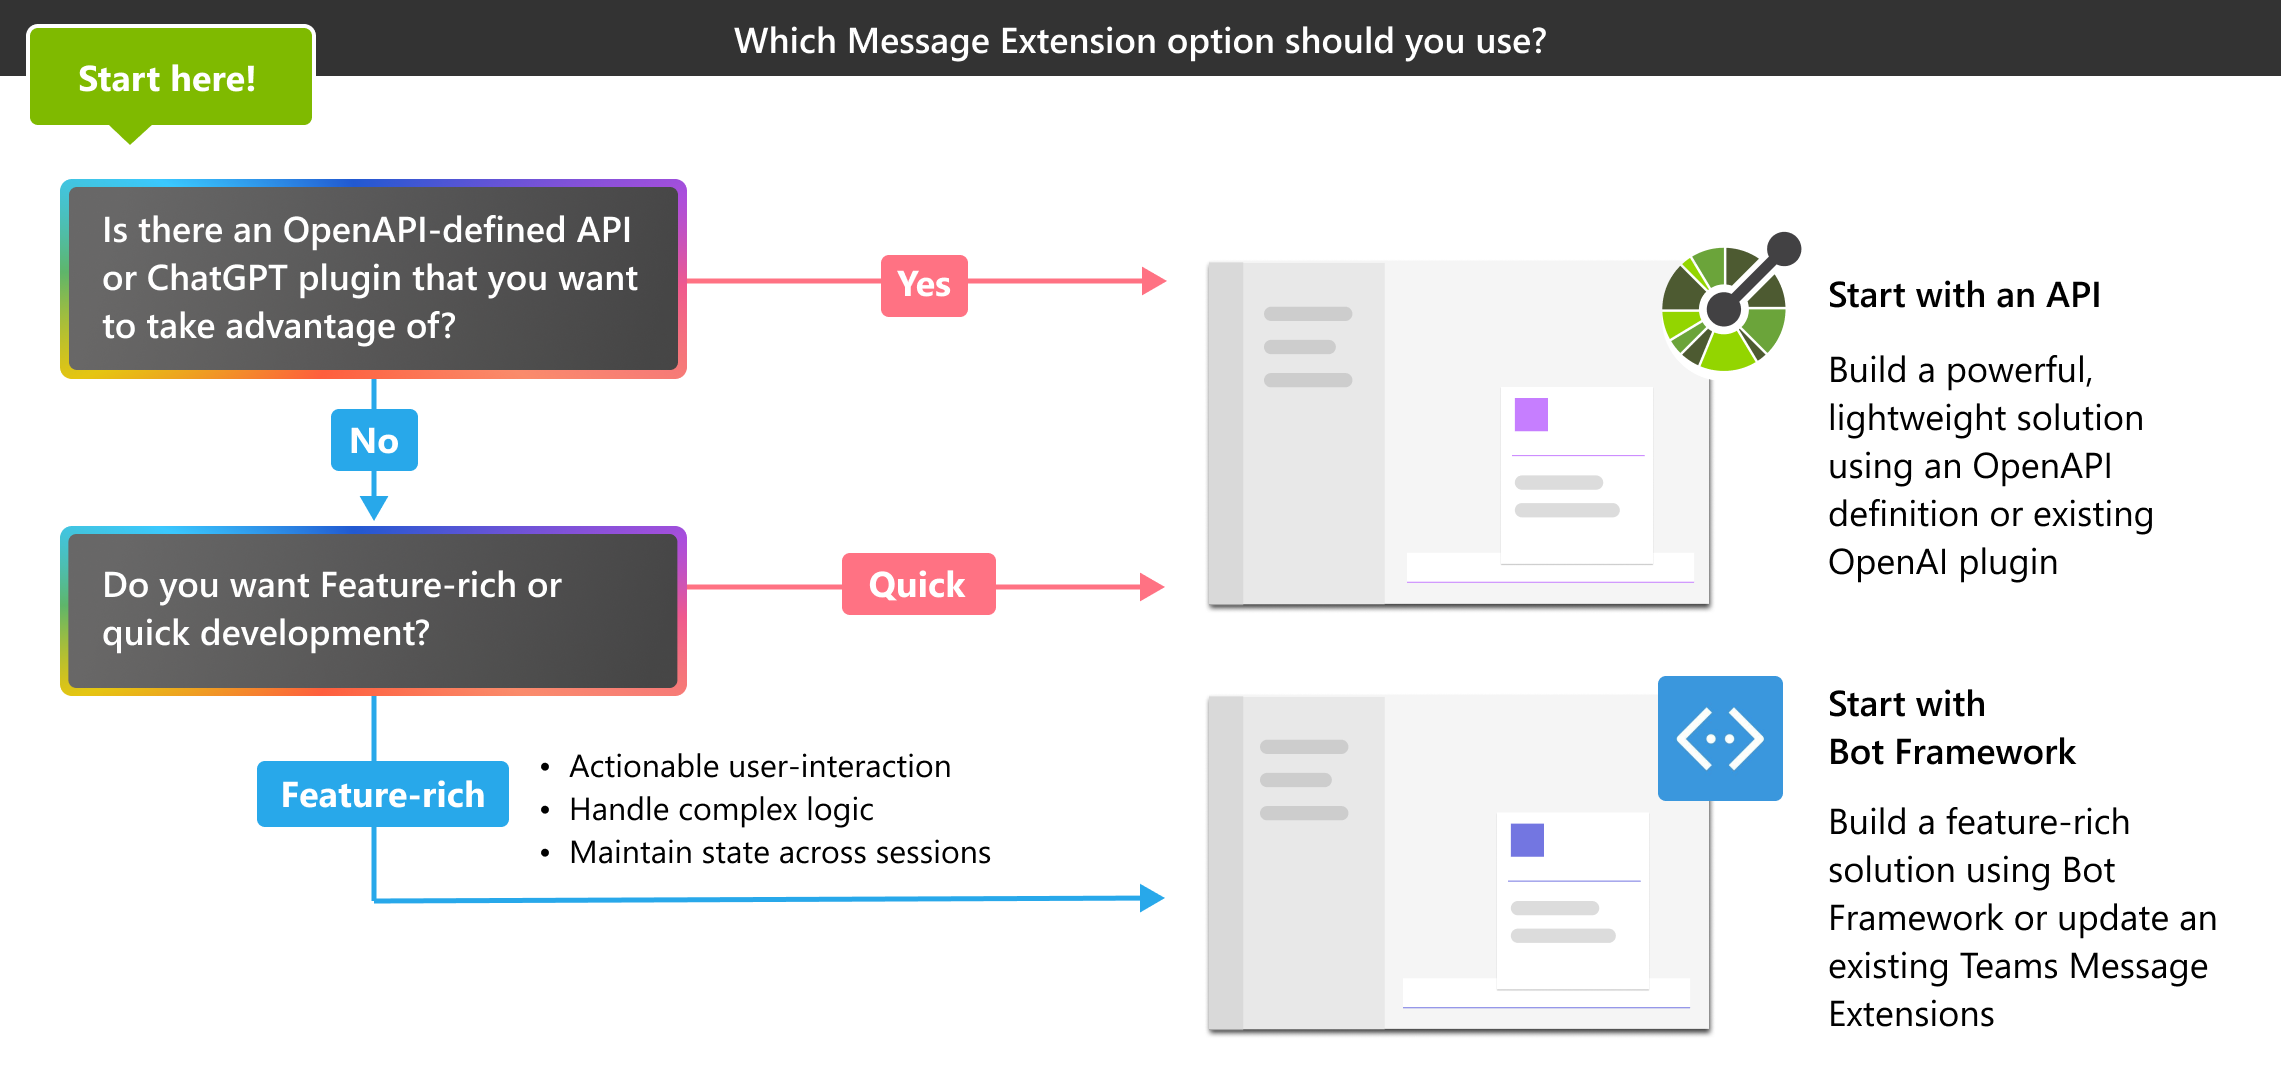 Which Message Extension option should you use?
Start here!
Is there an OpenAPI-defined API
or ChatGPT plugin that you want
to take advantage of?
Yes
Start with an API
Build a powerful,
lightweight solution
using an OpenAPI
definition or existing
OpenAI plugin
No
Do you want Feature-rich or
quick development?
Quick
Feature-rich
• Actionable user-interaction
• Handle complex logic
• Maintain state across sessions
Start with
Bot Framework
Build a feature-rich
solution using Bot
Framework or update an
existing Teams Message
Extensions